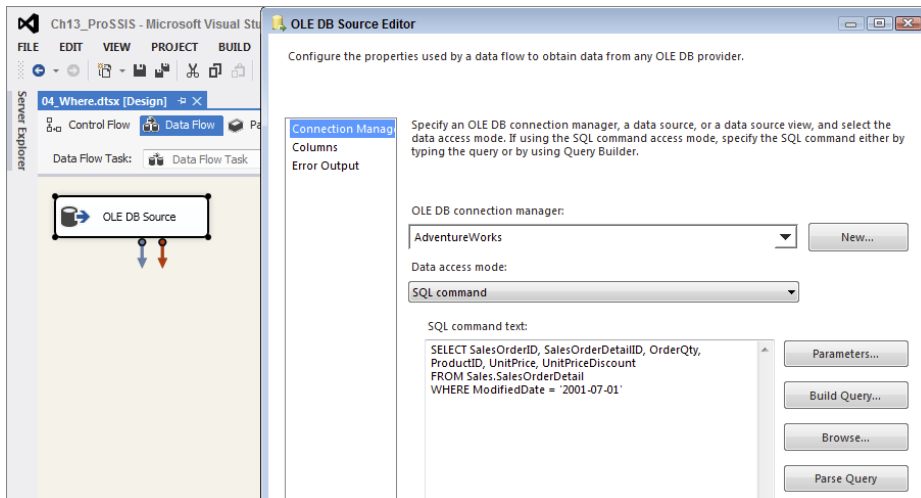 Ch13_ProSSIS - Microsoft Visual Stu
FILE EDIT VIEW PROJECT BUILD
Server Explorer
04_Where.dtsx [Design]
Control Flow Data Flow Pa
Data Flow Task: Data Flow Task
OLE DB Source
OLE DB Source Editor
Configure the properties used by a data flow to obtain data from any OLE DB provider.
Connection Manag
Columns
Error Output
Specify an OLE DB connection manager, a data source, or a data source view, and select the
data access mode. If using the SQL command access mode, specify the SQL command either by
typing the query or by using Query Builder.
OLE DB connection manager:
AdventureWorks
New...
Data access mode:
SQL command
SQL command text:
SELECT SalesOrderID, SalesOrderDetailID, OrderQty,
ProductID, UnitPrice, UnitPriceDiscount
FROM Sales.SalesOrderDetail
WHERE ModifiedDate = '2001-07-01'
Parameters...
Build Query...
Browse...
Parse Query